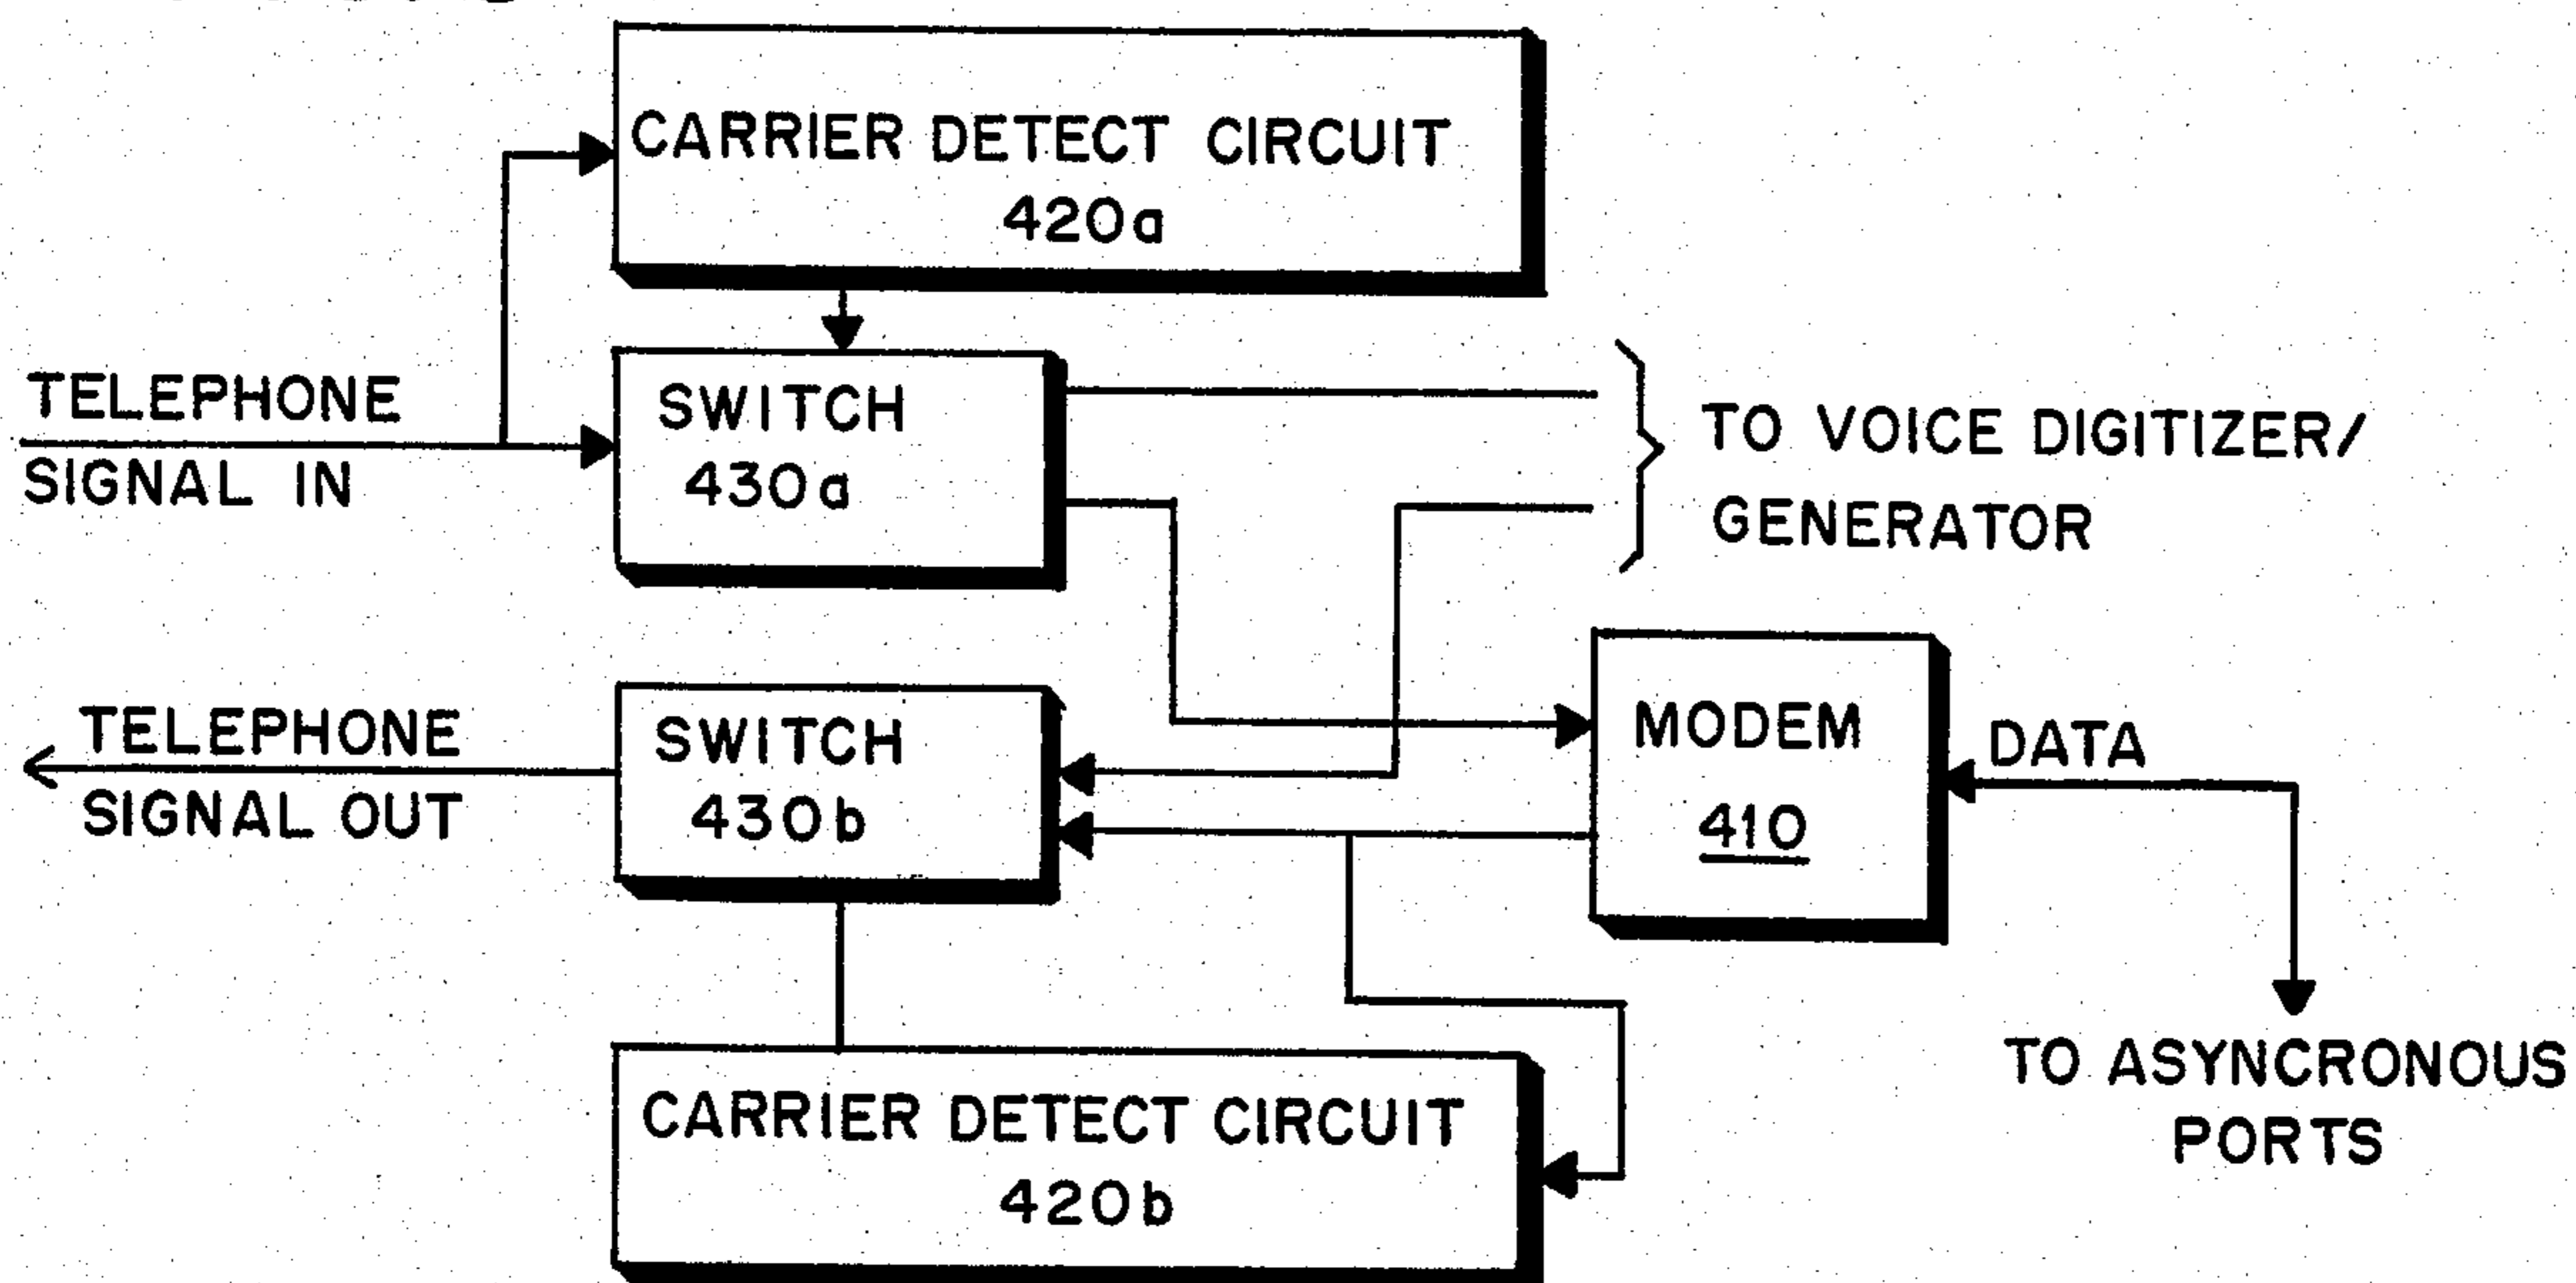 CARRIER DETECT CIRCUIT
420a
TELEPHONE
SIGNAL IN
SWITCH
430a
TO VOICE DIGITIZER/
GENERATOR
TELEPHONE
SIGNAL OUT
SWITCH
430b
MODEM
410
DATA
TO ASYNCRONOUS
PORTS
CARRIER DETECT CIRCUIT
420b